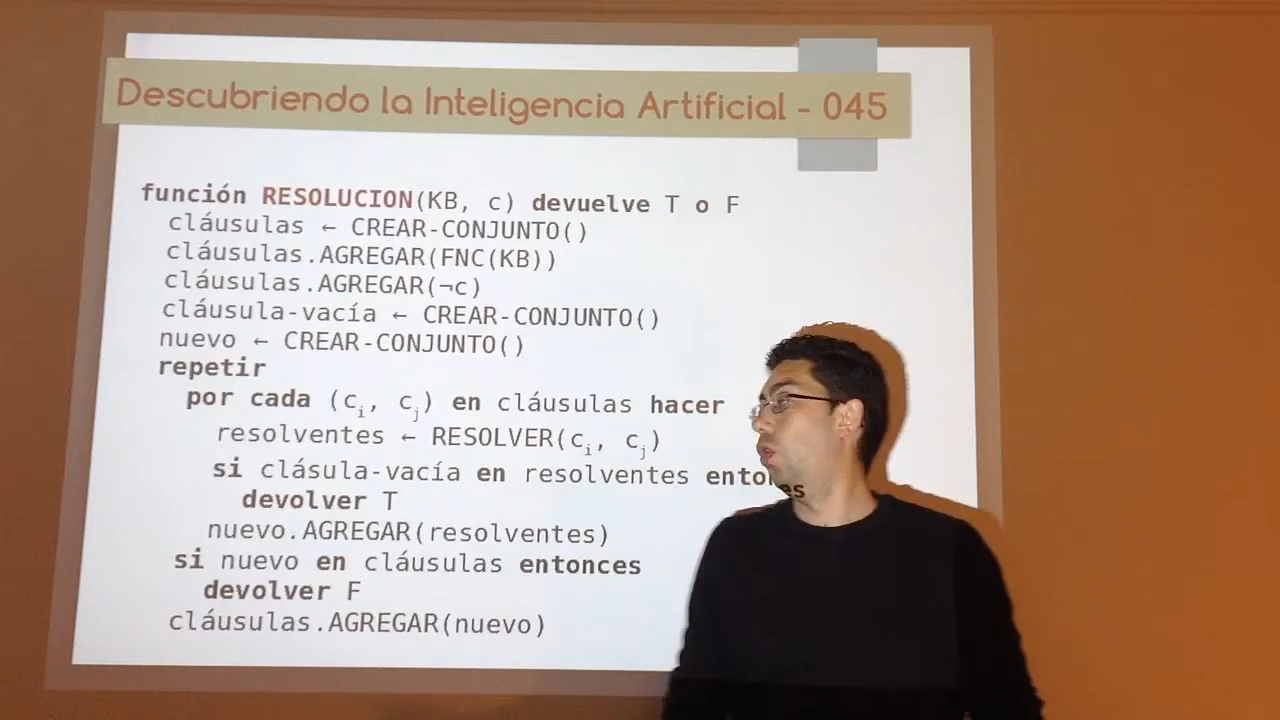 Descubriendo la Inteligencia Artificial - 045
función RESOLUCION(KB, c) devuelve T o F
cláusulas ← CREAR-CONJUNTO()
cláusulas.AGREGAR(FNC(KB))
cláusulas.AGREGAR(¬c)
cláusula-vacía ← CREAR-CONJUNTO()
nuevo ← CREAR-CONJUNTO()
repetir
por cada (ci, cj) en cláusulas hacer
resolventes ← RESOLVER(ci, cj)
si clásula-vacía en resolventes entonces
devolver T
nuevo.AGREGAR(resolventes)
si nuevo en cláusulas entonces
devolver F
cláusulas.AGREGAR(nuevo)